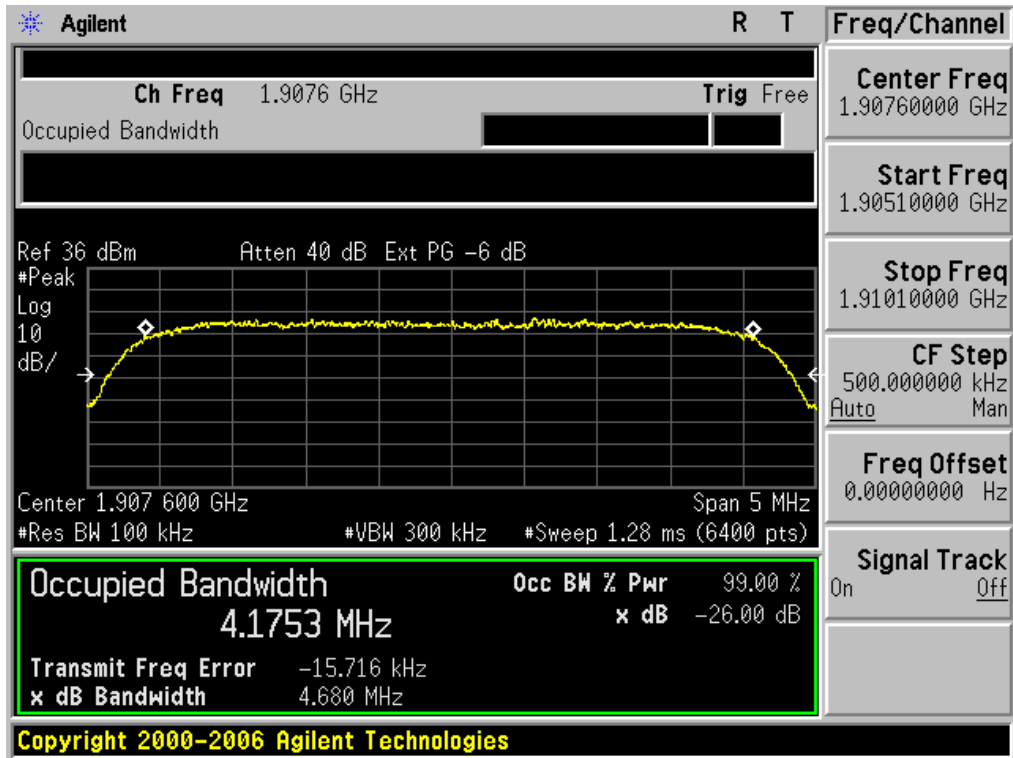 Agilent R T Freq/Channel
Ch Freq 1.9076 GHz Trig Free
Occupied Bandwidth
Center Freq
1.90760000 GHz
Start Freq
1.90510000 GHz
Stop Freq
1.91010000 GHz
CF Step
500.000000 kHz
Auto Man
Freq Offset
0.00000000 Hz
Signal Track
On Off
Ref 36 dBm Atten 40 dB Ext PG -6 dB
#Peak
Log
10
dB/
Center 1.907 600 GHz Span 5 MHz
#Res BW 100 kHz #VBW 300 kHz #Sweep 1.28 ms (6400 pts)
Occupied Bandwidth Occ BW % Pwr 99.00 %
4.1753 MHz x dB -26.00 dB
Transmit Freq Error -15.716 kHz
x dB Bandwidth 4.680 MHz
Copyright 2000-2006 Agilent Technologies